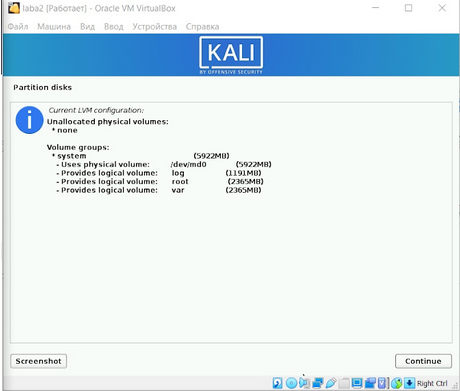 laba2 [Работает] - Oracle VM VirtualBox
Файл Машина Вид Ввод Устройства Справка
KALI
BY OFFENSIVE SECURITY
Partition disks
Current LVM configuration:
Unallocated physical volumes:
* none
Volume groups:
* system (5922MB)
- Uses physical volume: /dev/md0 (5922MB)
- Provides logical volume: log (1191MB)
- Provides logical volume: root (2365MB)
- Provides logical volume: var (2365MB)
Screenshot Continue
Right Ctrl